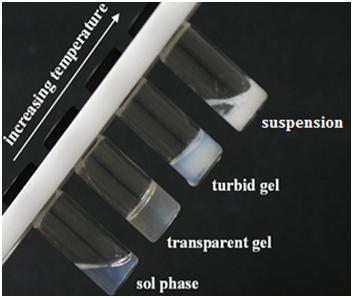 increasing temperature
suspension
turbid gel
transparent gel
sol phase